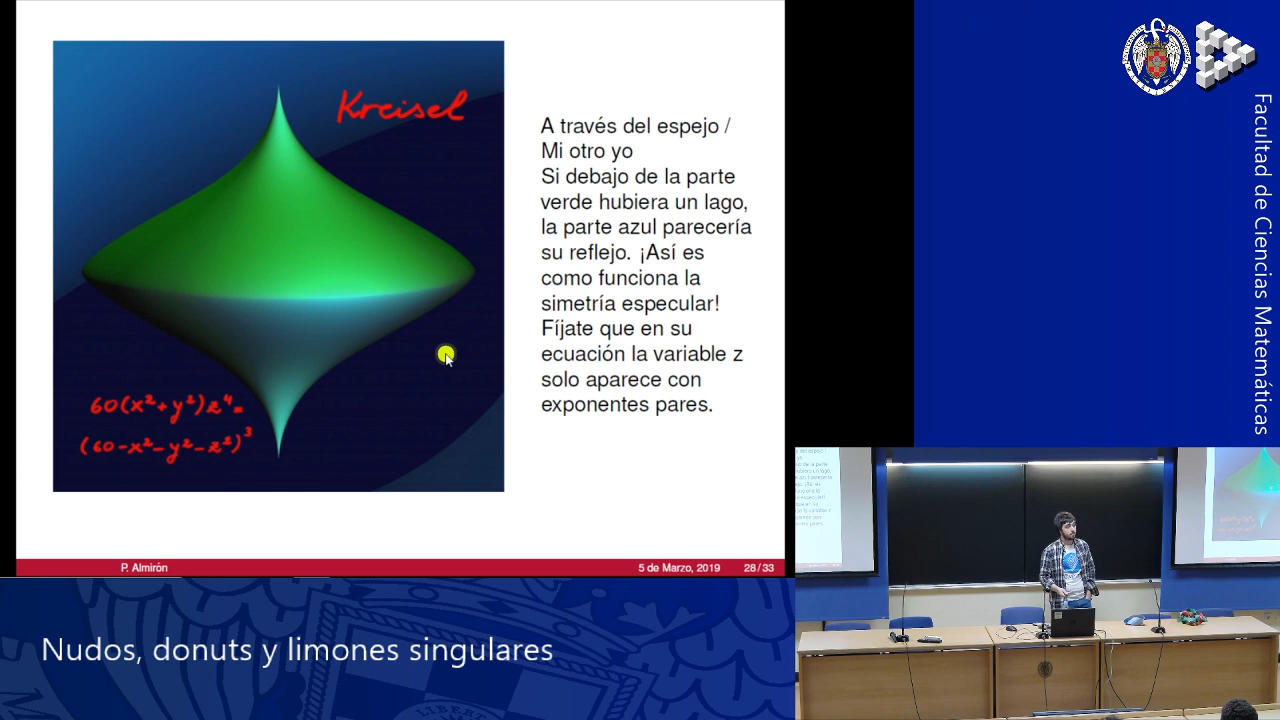 Kreisel
60(x²+y²)z⁴=
(60-x²-y²-z²)³
A través del espejo /
Mi otro yo
Si debajo de la parte
verde hubiera un lago,
la parte azul parecería
su reflejo. ¡Así es
como funciona la
simetría especular!
Fíjate que en su
ecuación la variable z
solo aparece con
exponentes pares.
P. Almirón
5 de Marzo, 2019
28/33
Nudos, donuts y limones singulares
Facultad de Ciencias Matemáticas